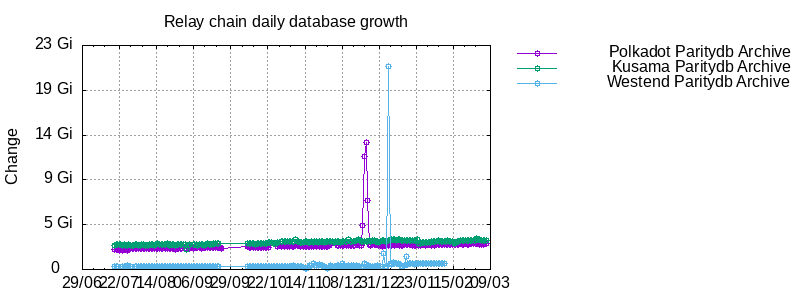 Relay chain daily database growth
23 Gi
19 Gi
14 Gi
9 Gi
5 Gi
0
Change
29/06 22/07 14/08 06/09 29/09 22/10 14/11 08/12 31/12 23/01 15/02 09/03
Polkadot Paritydb Archive
Kusama Paritydb Archive
Westend Paritydb Archive